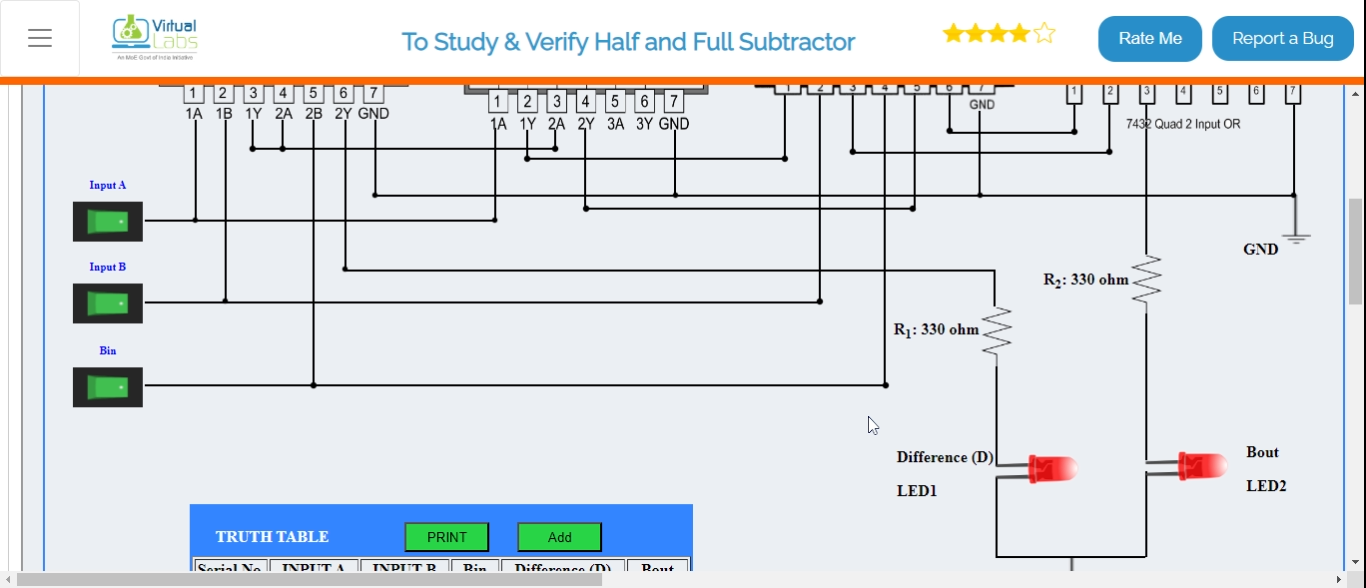 Virtual
Labs
An MoE Govt of India Initiative
To Study & Verify Half and Full Subtractor
Rate Me
Report a Bug
1 2 3 4 5 6 7
1A 1B 1Y 2A 2B 2Y GND
1 2 3 4 5 6 7
1A 1Y 2A 2Y 3A 3Y GND
1 2 3 4 5 6 7
GND
1 2 3 4 5 6 7
7432 Quad 2 Input OR
Input A
Input B
Bin
GND
R2: 330 ohm
R1: 330 ohm
Difference (D)
LED1
Bout
LED2
TRUTH TABLE
PRINT
Add
Serial No INPUT A INPUT B Bin Difference (D) Bout